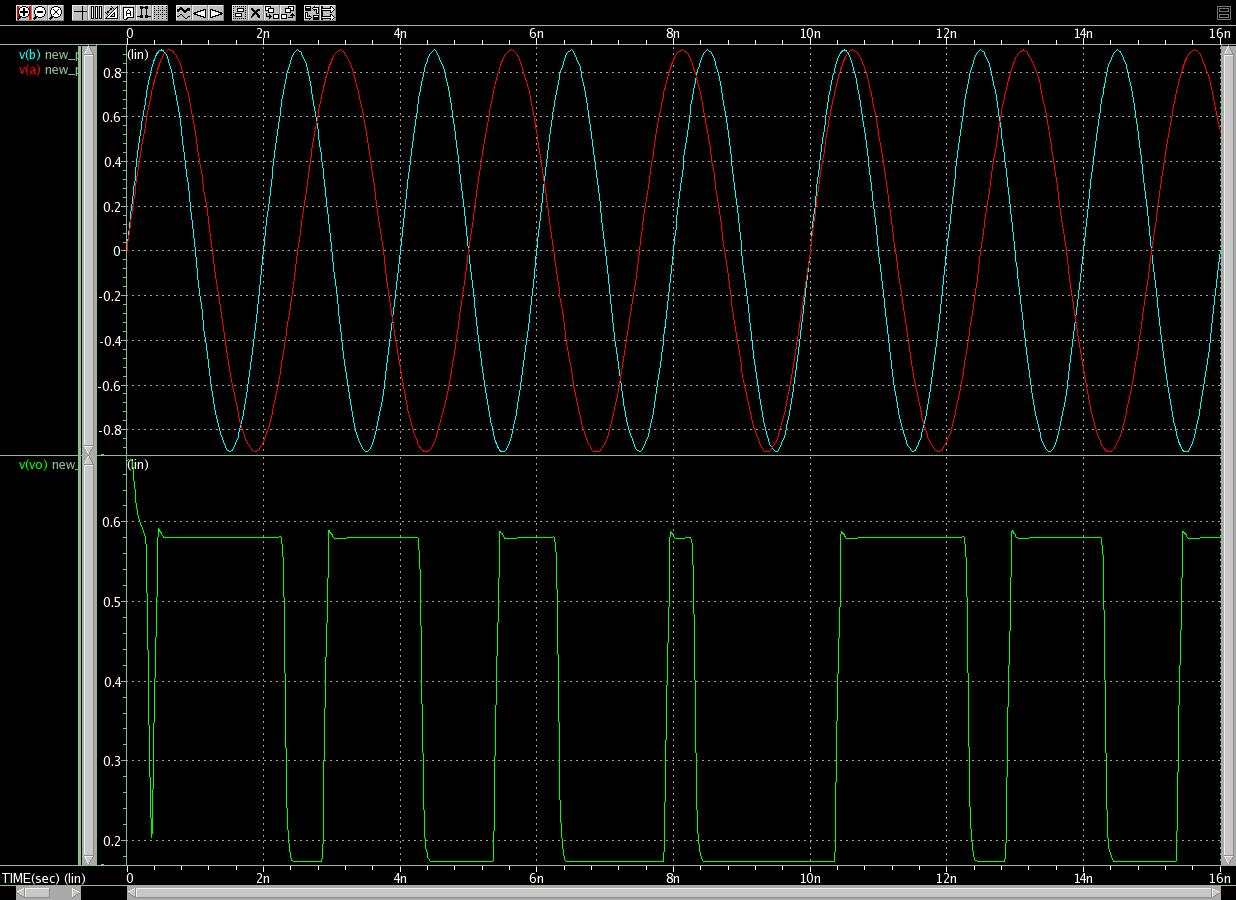 0 2n 4n 6n 8n 10n 12n 14n 16n
v(b) new_p (lin)
v(a) new_p
0.8
0.6
0.4
0.2
0
-0.2
-0.4
-0.6
-0.8
v(vo) new_ (lin)
0.6
0.5
0.4
0.3
0.2
TIME(sec) (lin) 0 2n 4n 6n 8n 10n 12n 14n 16n